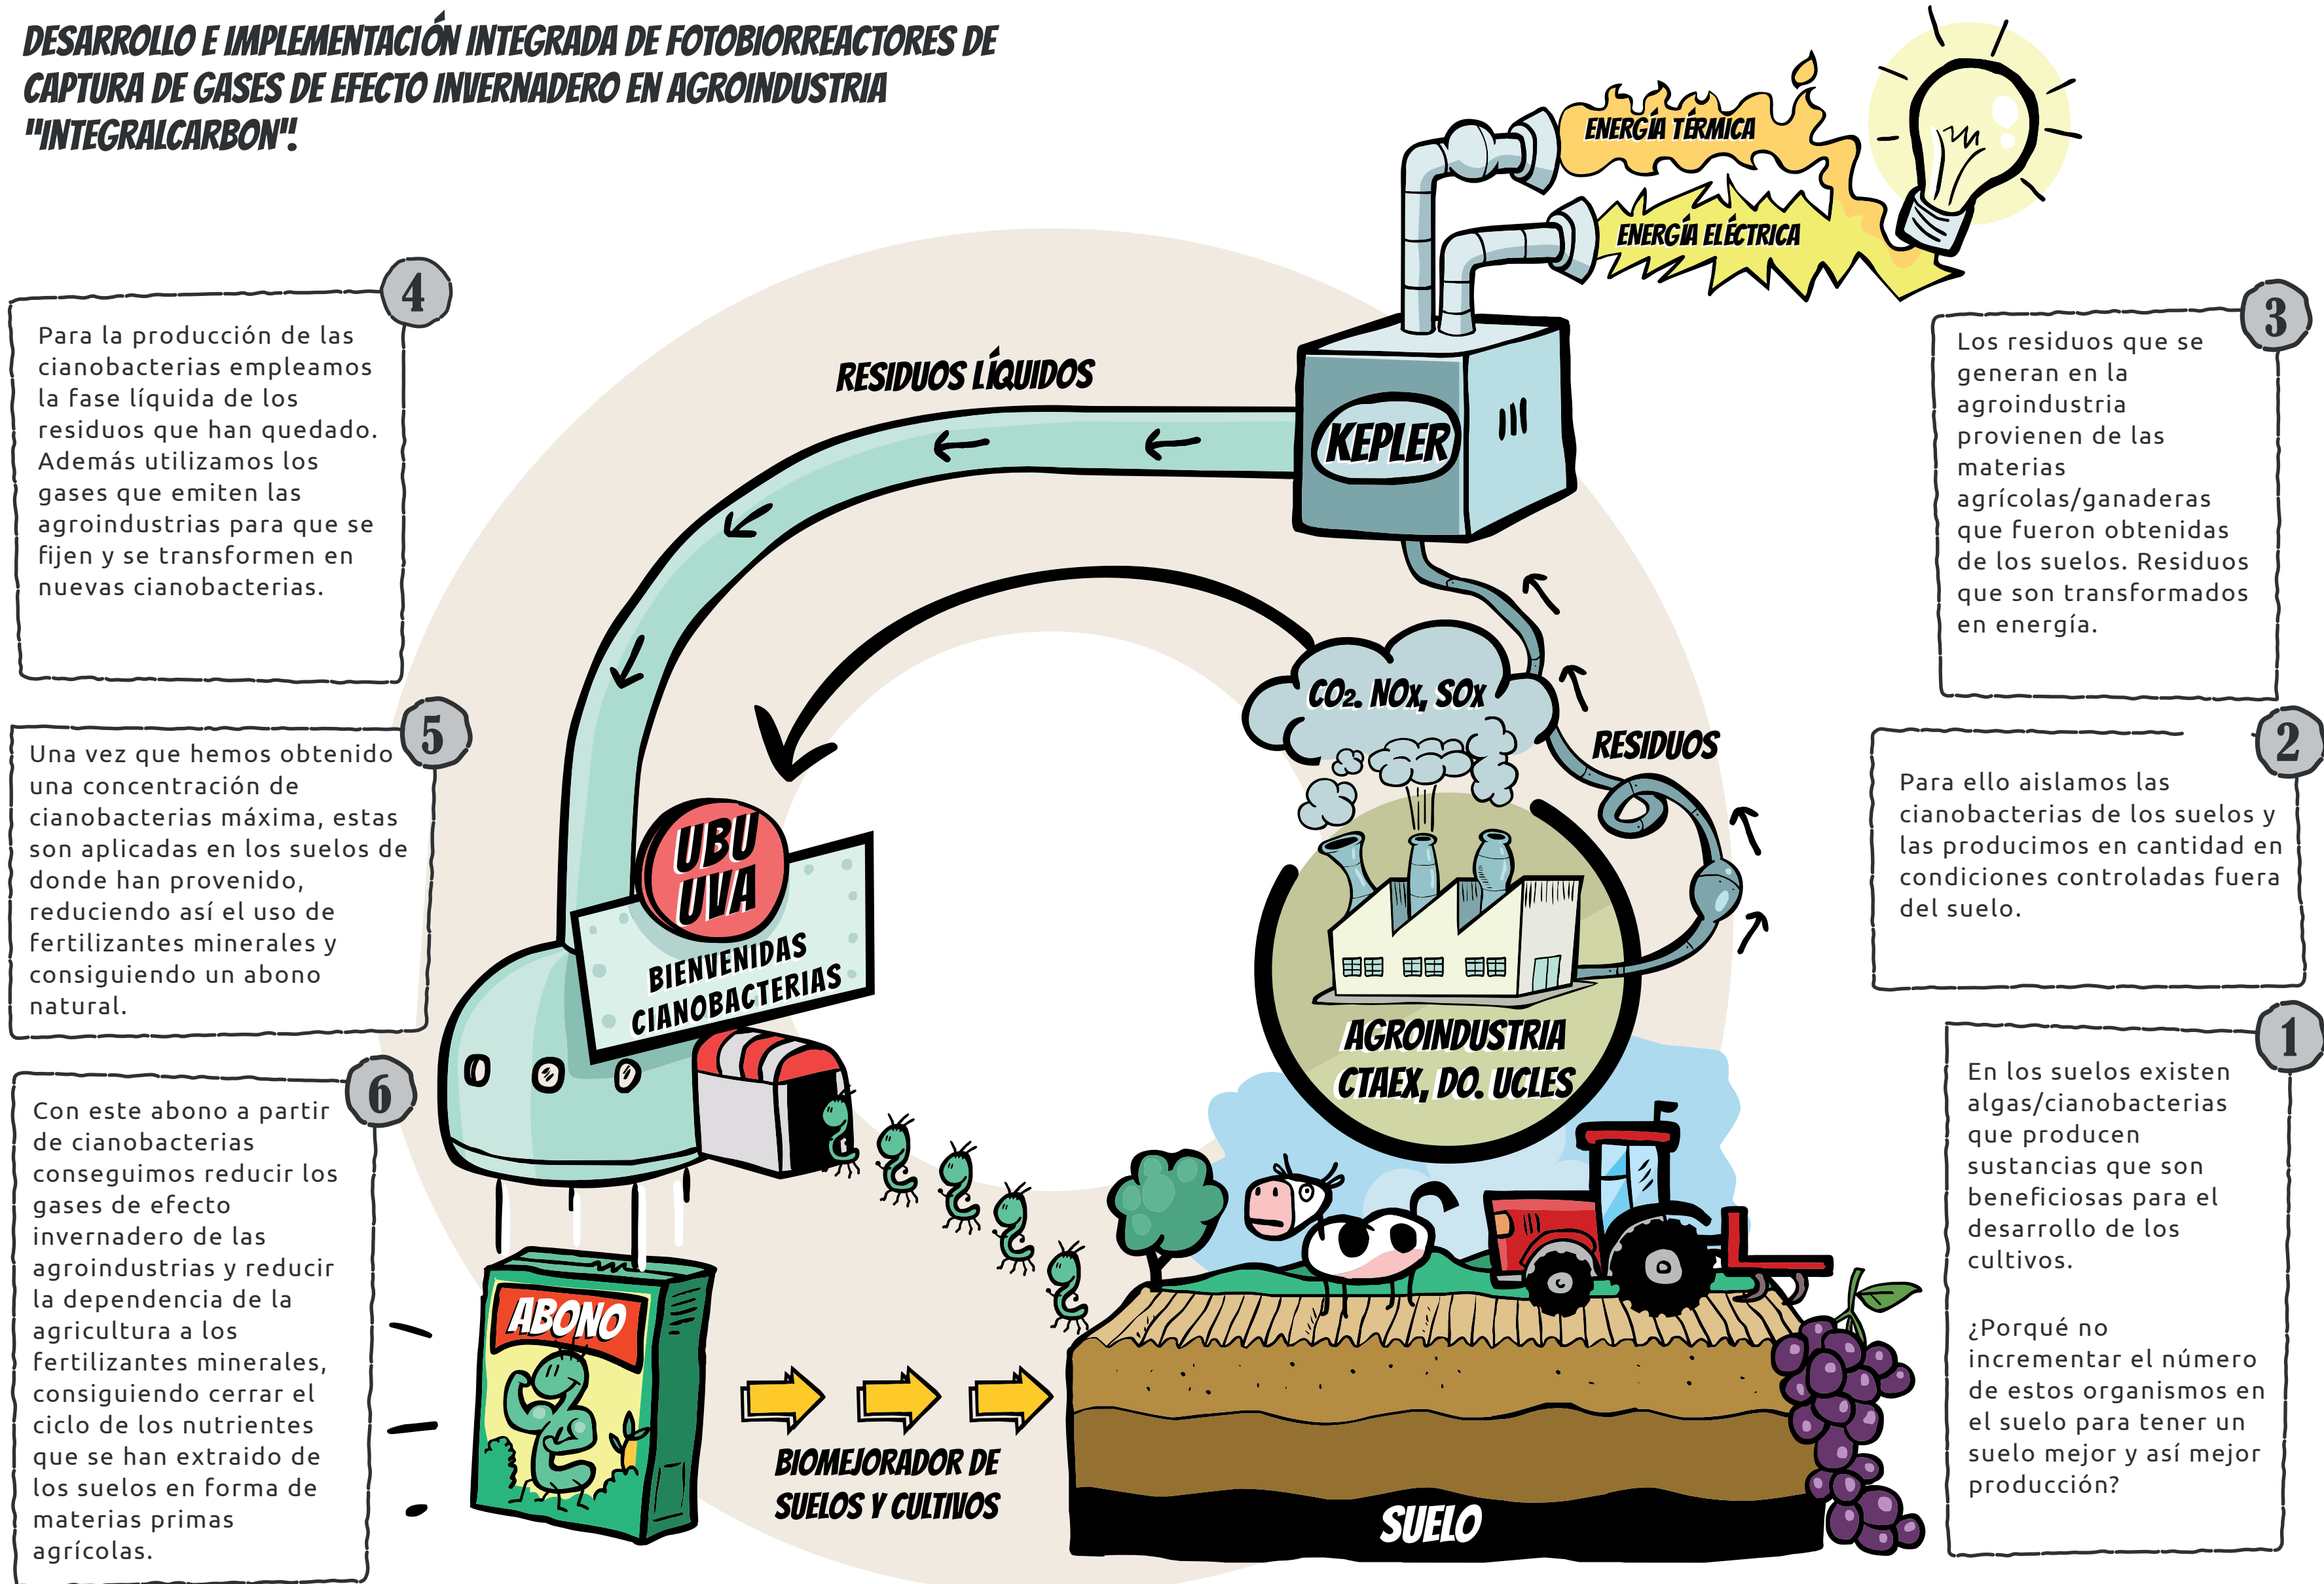 DESARROLLO E IMPLEMENTACIÓN INTEGRADA DE FOTOBIORREACTORES DE
CAPTURA DE GASES DE EFECTO INVERNADERO EN AGROINDUSTRIA
"INTEGRALCARBON".
ENERGÍA TÉRMICA
ENERGÍA ELÉCTRICA
KEPLER
RESIDUOS LÍQUIDOS
CO2. NOX, SOX
RESIDUOS
UBU
UVA
BIENVENIDAS
CIANOBACTERIAS
AGROINDUSTRIA
CTAEX, DO. UCLES
ABONO
BIOMEJORADOR DE
SUELOS Y CULTIVOS
SUELO
1
En los suelos existen
algas/cianobacterias
que producen
sustancias que son
beneficiosas para el
desarrollo de los
cultivos.
¿Porqué no
incrementar el número
de estos organismos en
el suelo para tener un
suelo mejor y así mejor
producción?
2
Para ello aislamos las
cianobacterias de los suelos y
las producimos en cantidad en
condiciones controladas fuera
del suelo.
3
Los residuos que se
generan en la
agroindustria
provienen de las
materias
agrícolas/ganaderas
que fueron obtenidas
de los suelos. Residuos
que son transformados
en energía.
4
Para la producción de las
cianobacterias empleamos
la fase líquida de los
residuos que han quedado.
Además utilizamos los
gases que emiten las
agroindustrias para que se
fijen y se transformen en
nuevas cianobacterias.
5
Una vez que hemos obtenido
una concentración de
cianobacterias máxima, estas
son aplicadas en los suelos de
donde han provenido,
reduciendo así el uso de
fertilizantes minerales y
consiguiendo un abono
natural.
6
Con este abono a partir
de cianobacterias
conseguimos reducir los
gases de efecto
invernadero de las
agroindustrias y reducir
la dependencia de la
agricultura a los
fertilizantes minerales,
consiguiendo cerrar el
ciclo de los nutrientes
que se han extraido de
los suelos en forma de
materias primas
agrícolas.